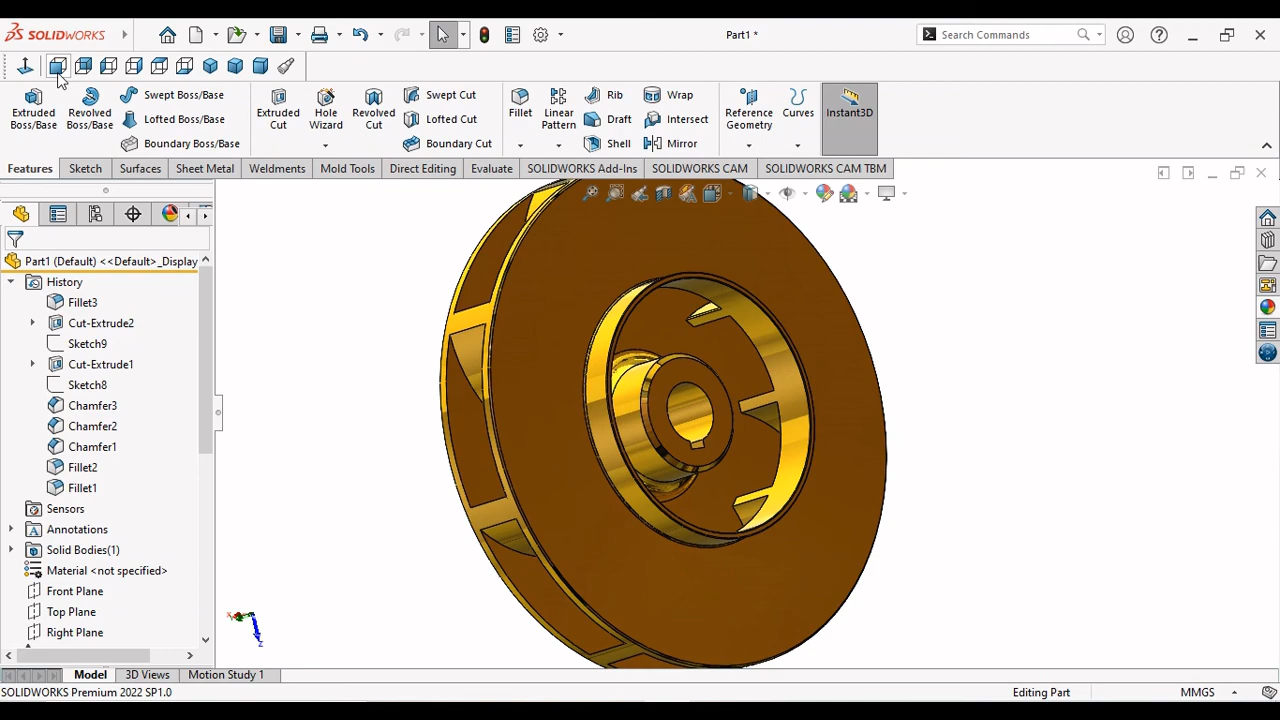 SOLIDWORKS
Part1 *
Search Commands
Extruded Boss/Base
Revolved Boss/Base
Swept Boss/Base
Lofted Boss/Base
Boundary Boss/Base
Extruded Cut
Hole Wizard
Revolved Cut
Swept Cut
Lofted Cut
Boundary Cut
Fillet
Linear Pattern
Rib
Draft
Shell
Wrap
Intersect
Mirror
Reference Geometry
Curves
Instant3D
Features
Sketch
Surfaces
Sheet Metal
Weldments
Mold Tools
Direct Editing
Evaluate
SOLIDWORKS Add-Ins
SOLIDWORKS CAM
SOLIDWORKS CAM TBM
Part1 (Default) <<Default>_Display
History
Fillet3
Cut-Extrude2
Sketch9
Cut-Extrude1
Sketch8
Chamfer3
Chamfer2
Chamfer1
Fillet2
Fillet1
Sensors
Annotations
Solid Bodies(1)
Material <not specified>
Front Plane
Top Plane
Right Plane
Z
Model
3D Views
Motion Study 1
SOLIDWORKS Premium 2022 SP1.0
Editing Part
MMGS